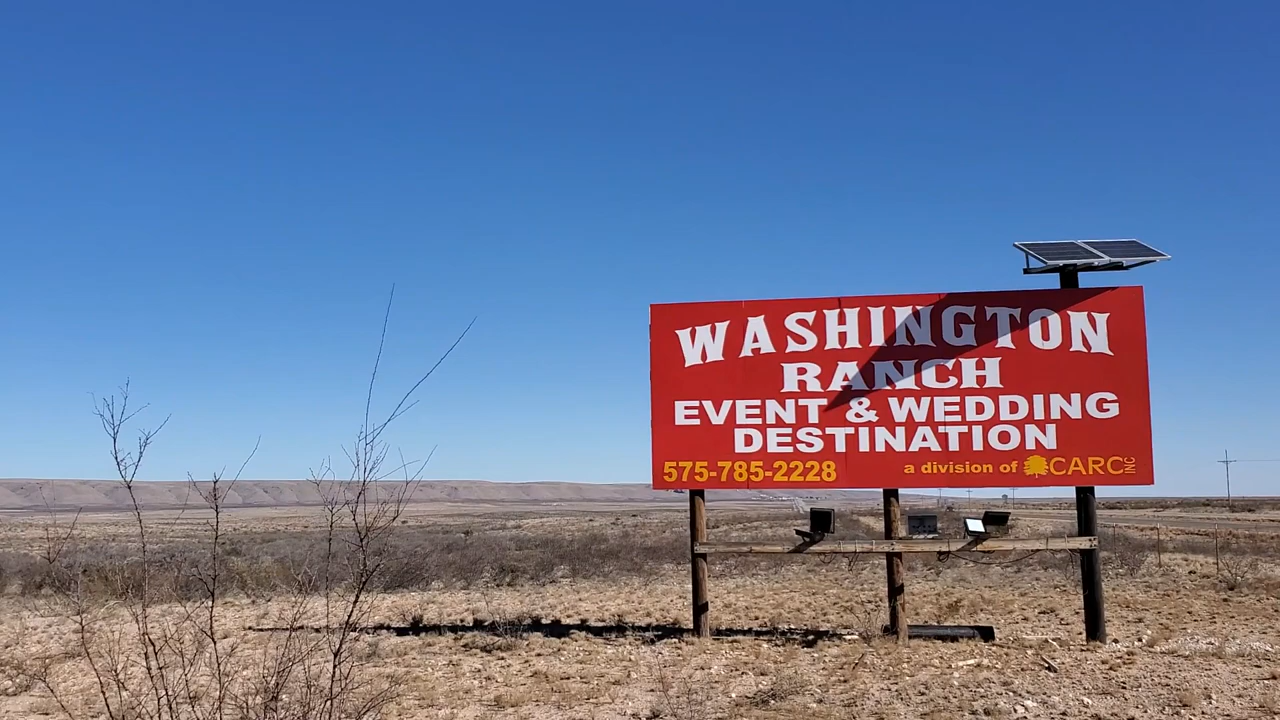 WASHINGTON
RANCH
EVENT & WEDDING
DESTINATION
575-785-2228 a division of CARC INC